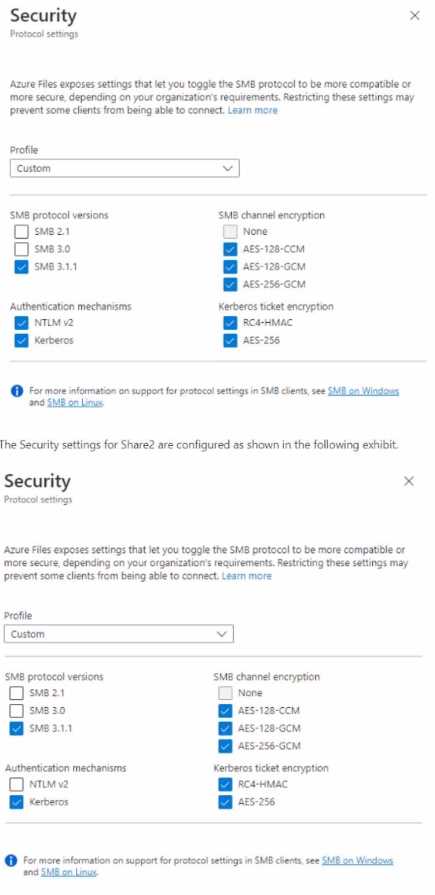 Security
Protocol settings
Azure Files exposes settings that let you toggle the SMB protocol to be more compatible or
more secure, depending on your organization's requirements. Restricting these settings may
prevent some clients from being able to connect. Learn more
Profile
Custom
SMB protocol versions
SMB 2.1
SMB 3.0
SMB 3.1.1
SMB channel encryption
None
AES-128-CCM
AES-128-GCM
AES-256-GCM
Authentication mechanisms
NTLM v2
Kerberos
Kerberos ticket encryption
RC4-HMAC
AES-256
For more information on support for protocol settings in SMB clients, see SMB on Windows
and SMB on Linux.
The Security settings for Share2 are configured as shown in the following exhibit.
Security
Protocol settings
Azure Files exposes settings that let you toggle the SMB protocol to be more compatible or
more secure, depending on your organization's requirements. Restricting these settings may
prevent some clients from being able to connect. Learn more
Profile
Custom
SMB protocol versions
SMB 2.1
SMB 3.0
SMB 3.1.1
SMB channel encryption
None
AES-128-CCM
AES-128-GCM
AES-256-GCM
Authentication mechanisms
NTLM v2
Kerberos
Kerberos ticket encryption
RC4-HMAC
AES-256
For more information on support for protocol settings in SMB clients, see SMB on Windows
and SMB on Linux.